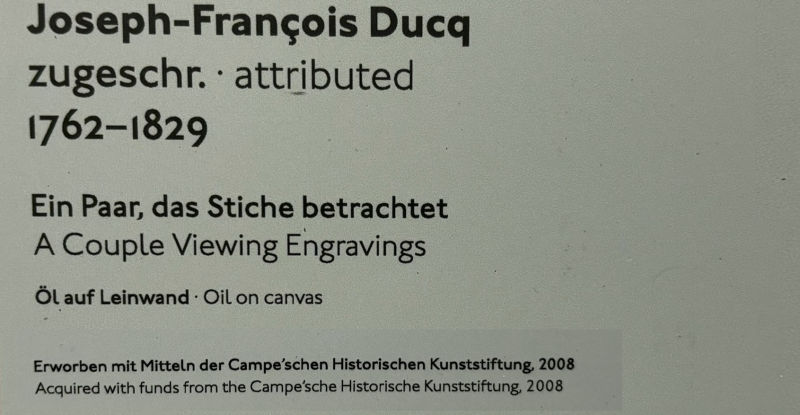 Joseph-François Ducq
zugeschr. · attributed
1762–1829
Ein Paar, das Stiche betrachtet
A Couple Viewing Engravings
Öl auf Leinwand · Oil on canvas
Erworben mit Mitteln der Campe’schen Historischen Kunststiftung, 2008
Acquired with funds from the Campe’sche Historische Kunststiftung, 2008